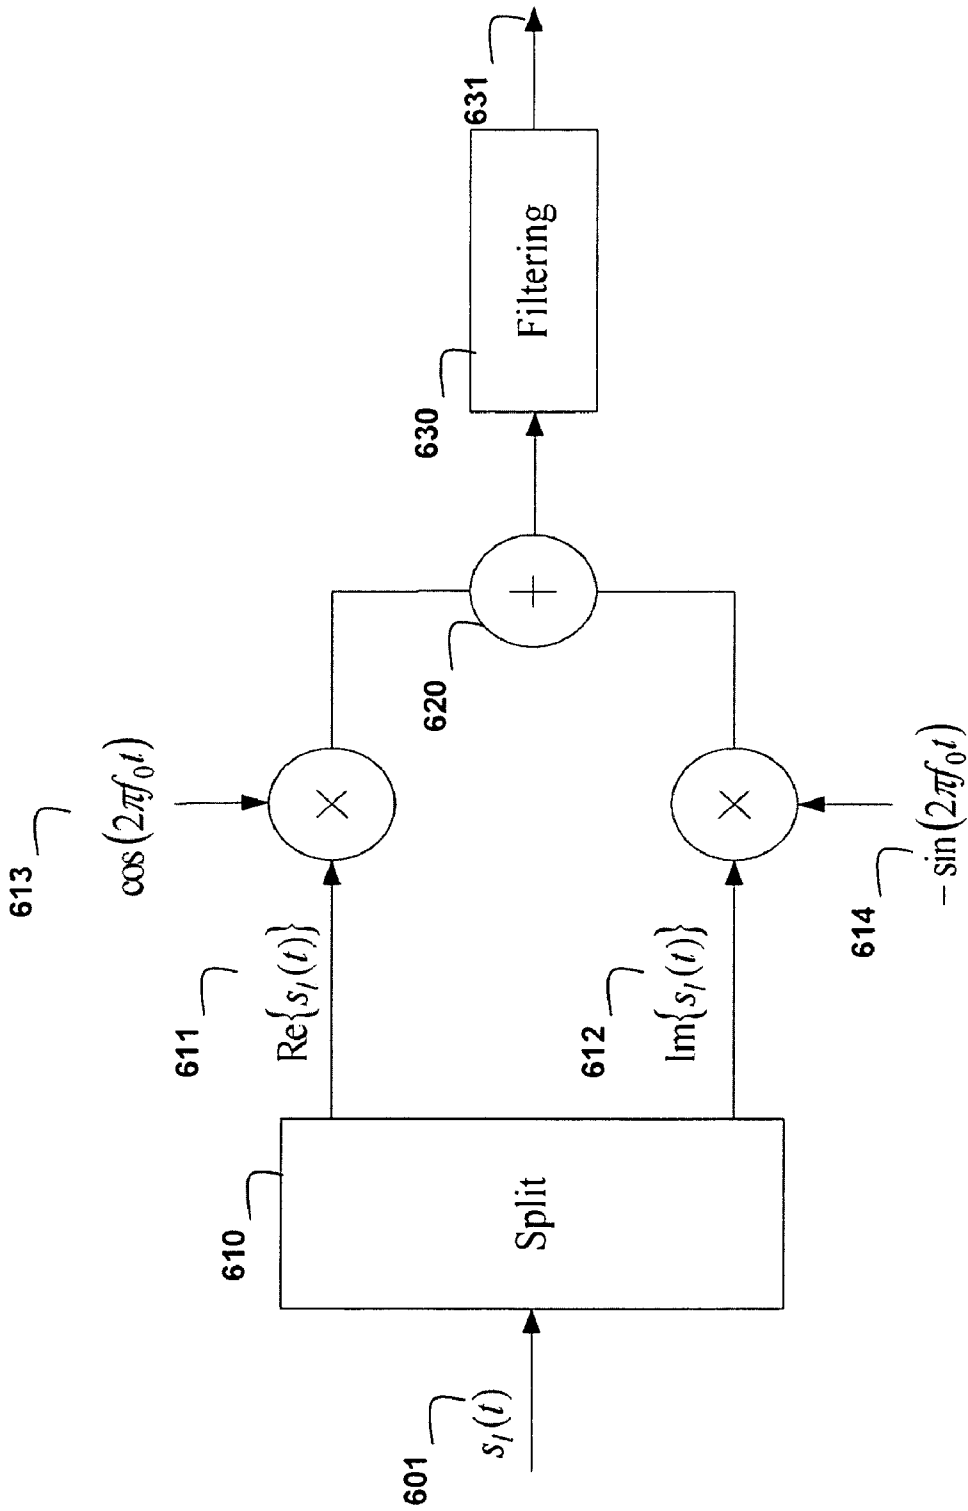 601
s_l(t)
610
Split
611
Re{s_l(t)}
612
Im{s_l(t)}
613
cos(2πf_0t)
×
614
−sin(2πf_0t)
×
620
+
630
Filtering
631